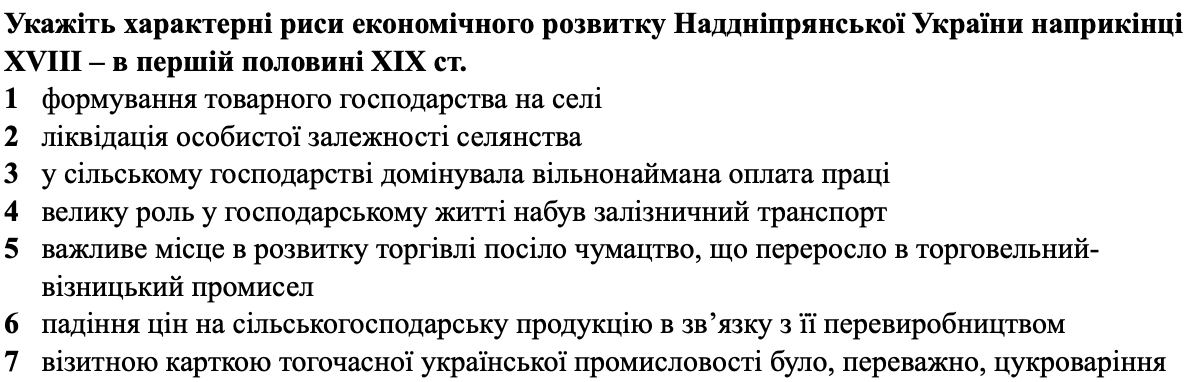 Укажіть характерні риси економічного розвитку Наддніпрянської України наприкінці
XVIII – в першій половині XIX ст.
1 формування товарного господарства на селі
2 ліквідація особистої залежності селянства
3 у сільському господарстві домінувала вільнонаймана оплата праці
4 велику роль у господарському житті набув залізничний транспорт
5 важливе місце в розвитку торгівлі посіло чумацтво, що переросло в торговельний-
візницький промисел
6 падіння цін на сільськогосподарську продукцію в зв’язку з її перевиробництвом
7 візитною карткою тогочасної української промисловості було, переважно, цукроваріння